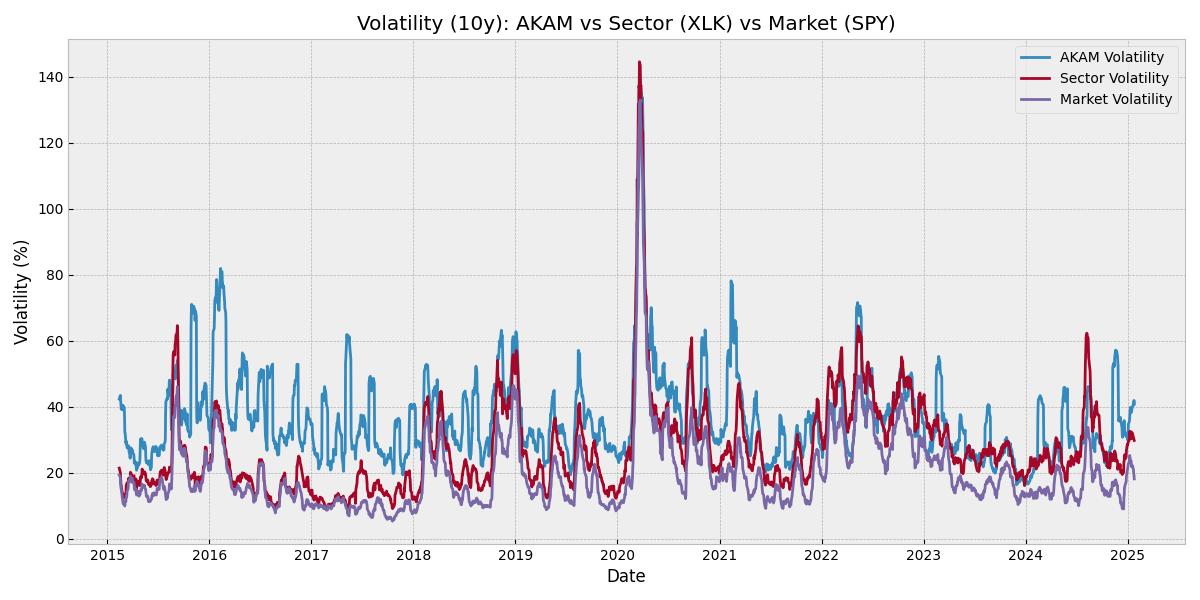 Volatility (10y): AKAM vs Sector (XLK) vs Market (SPY)
AKAM Volatility
Sector Volatility
Market Volatility
Volatility (%)
140
120
100
80
60
40
20
0
2015 2016 2017 2018 2019 2020 2021 2022 2023 2024 2025
Date